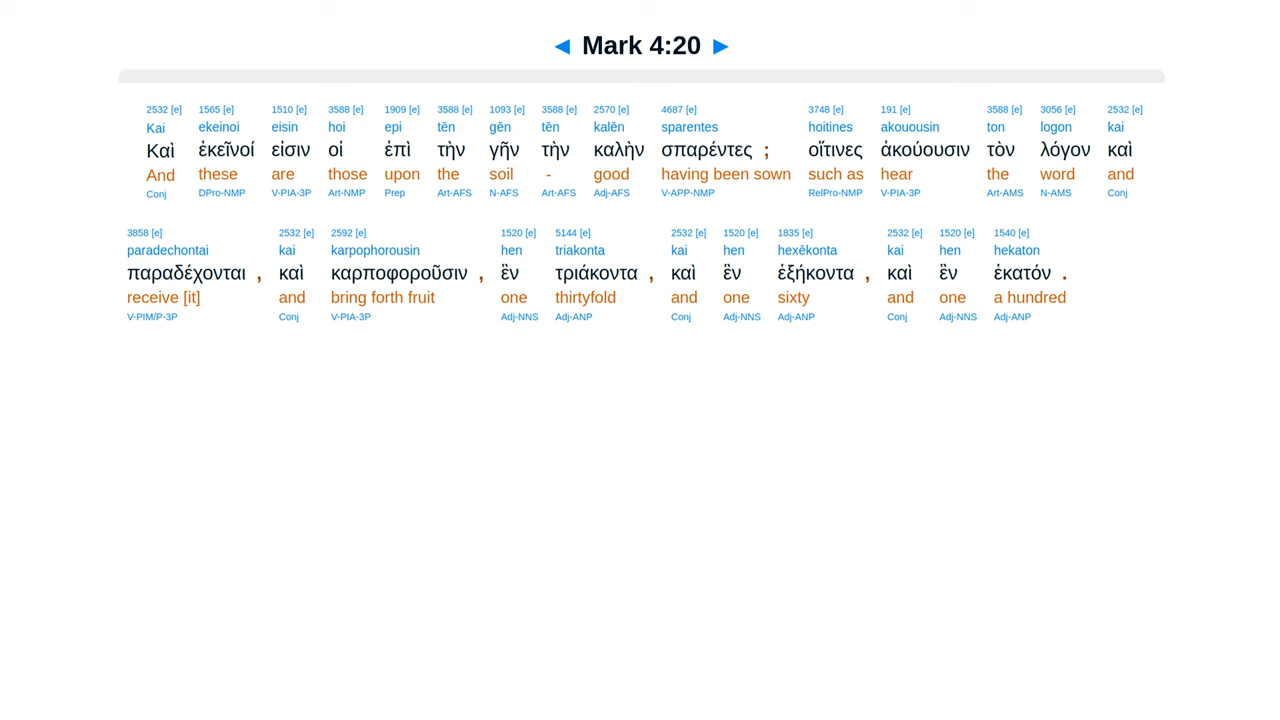 ◄ Mark 4:20 ►
2532 [e] 1565 [e] 1510 [e] 3588 [e] 1909 [e] 3588 [e] 1093 [e] 3588 [e] 2570 [e] 4687 [e] 3748 [e] 191 [e] 3588 [e] 3056 [e] 2532 [e]
Kai ekeinoi eisin hoi epi tēn gēn tēn kalēn sparentes hoitines akouousin ton logon kai
Καὶ ἐκεῖνοί εἰσιν οἱ ἐπὶ τὴν γῆν τὴν καλὴν σπαρέντες ; οἵτινες ἀκούουσιν τὸν λόγον καὶ
And these are those upon the soil - good having been sown such as hear the word and
Conj DPro-NMP V-PIA-3P Art-NMP Prep Art-AFS N-AFS Art-AFS Adj-AFS V-APP-NMP RelPro-NMP V-PIA-3P Art-AMS N-AMS Conj
3858 [e] 2532 [e] 2592 [e] 1520 [e] 5144 [e] 2532 [e] 1520 [e] 1835 [e] 2532 [e] 1520 [e] 1540 [e]
paradechontai kai karpophorousin hen triakonta kai hen hexēkonta kai hen hekaton
παραδέχονται , καὶ καρποφοροῦσιν , ἓν τριάκοντα , καὶ ἓν ἑξήκοντα , καὶ ἓν ἑκατόν .
receive [it] and bring forth fruit one thirtyfold and one sixty and one a hundred
V-PIM/P-3P Conj V-PIA-3P Adj-NNS Adj-ANP Conj Adj-NNS Adj-ANP Conj Adj-NNS Adj-ANP